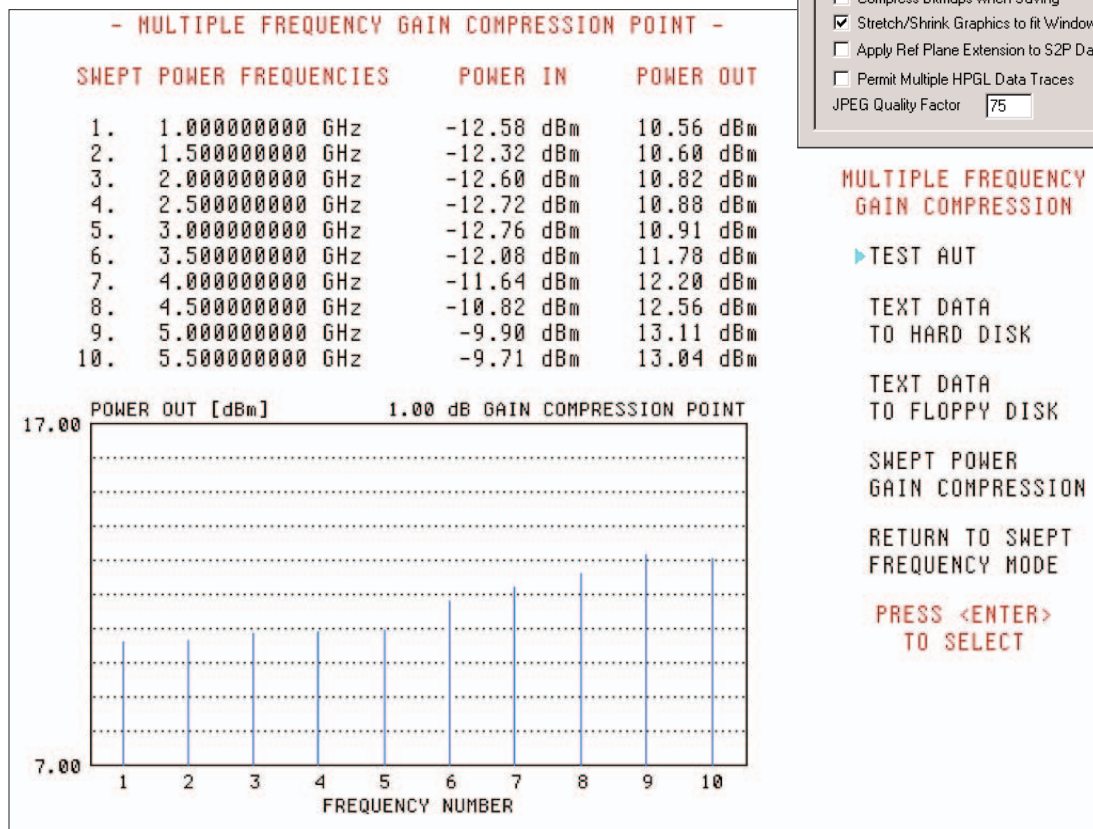 - MULTIPLE FREQUENCY GAIN COMPRESSION POINT -
SWEPT POWER FREQUENCIES POWER IN POWER OUT
1. 1.000000000 GHz -12.58 dBm 10.56 dBm
2. 1.500000000 GHz -12.32 dBm 10.60 dBm
3. 2.000000000 GHz -12.60 dBm 10.82 dBm
4. 2.500000000 GHz -12.72 dBm 10.88 dBm
5. 3.000000000 GHz -12.76 dBm 10.91 dBm
6. 3.500000000 GHz -12.08 dBm 11.78 dBm
7. 4.000000000 GHz -11.64 dBm 12.20 dBm
8. 4.500000000 GHz -10.82 dBm 12.56 dBm
9. 5.000000000 GHz -9.90 dBm 13.11 dBm
10. 5.500000000 GHz -9.71 dBm 13.04 dBm
POWER OUT [dBm] 1.00 dB GAIN COMPRESSION POINT
17.00
7.00
1 2 3 4 5 6 7 8 9 10
FREQUENCY NUMBER
Compress Bitmaps when Saving
Stretch/Shrink Graphics to fit Window
Apply Ref Plane Extension to S2P Da
Permit Multiple HPGL Data Traces
JPEG Quality Factor 75
MULTIPLE FREQUENCY
GAIN COMPRESSION
TEST AUT
TEXT DATA
TO HARD DISK
TEXT DATA
TO FLOPPY DISK
SWEPT POWER
GAIN COMPRESSION
RETURN TO SWEPT
FREQUENCY MODE
PRESS <ENTER>
TO SELECT